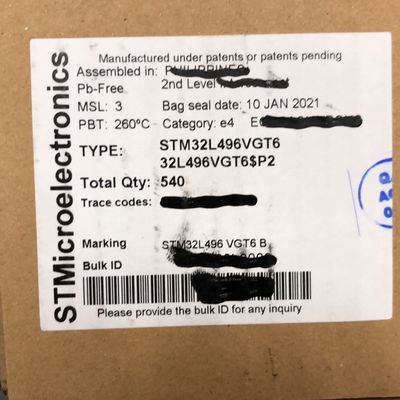 STMicroelectronics
Manufactured under patents or patents pending
Assembled in: PHILIPPINES
Pb-Free 2nd Level
MSL: 3 Bag seal date: 10 JAN 2021
PBT: 260ºC Category: e4
TYPE: STM32L496VGT6
32L496VGT6$P2
Total Qty: 540
Trace codes:
Marking STM32L496 VGT6 B
Bulk ID
Please provide the bulk ID for any inquiry